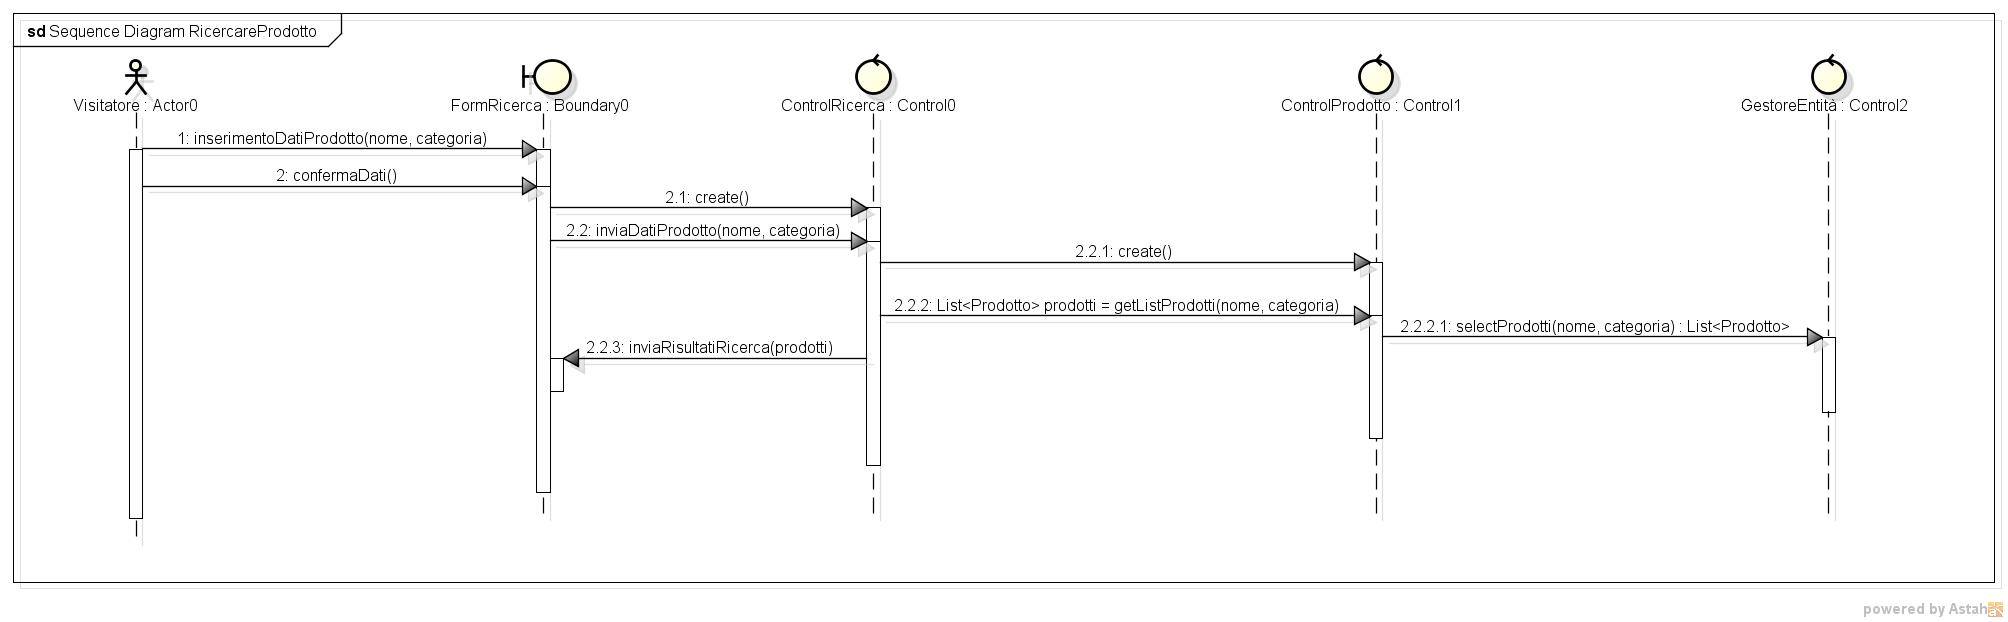 sd Sequence Diagram RicercareProdotto
Visitatore : Actor0
FormRicerca : Boundary0
ControlRicerca : Control0
ControlProdotto : Control1
GestoreEntità : Control2
1: inserimentoDatiProdotto(nome, categoria)
2: confermaDati()
2.1: create()
2.2: inviaDatiProdotto(nome, categoria)
2.2.1: create()
2.2.2: List<Prodotto> prodotti = getListProdotti(nome, categoria)
2.2.2.1: selectProdotti(nome, categoria) : List<Prodotto>
2.2.3: inviaRisultatiRicerca(prodotti)
powered by Astah